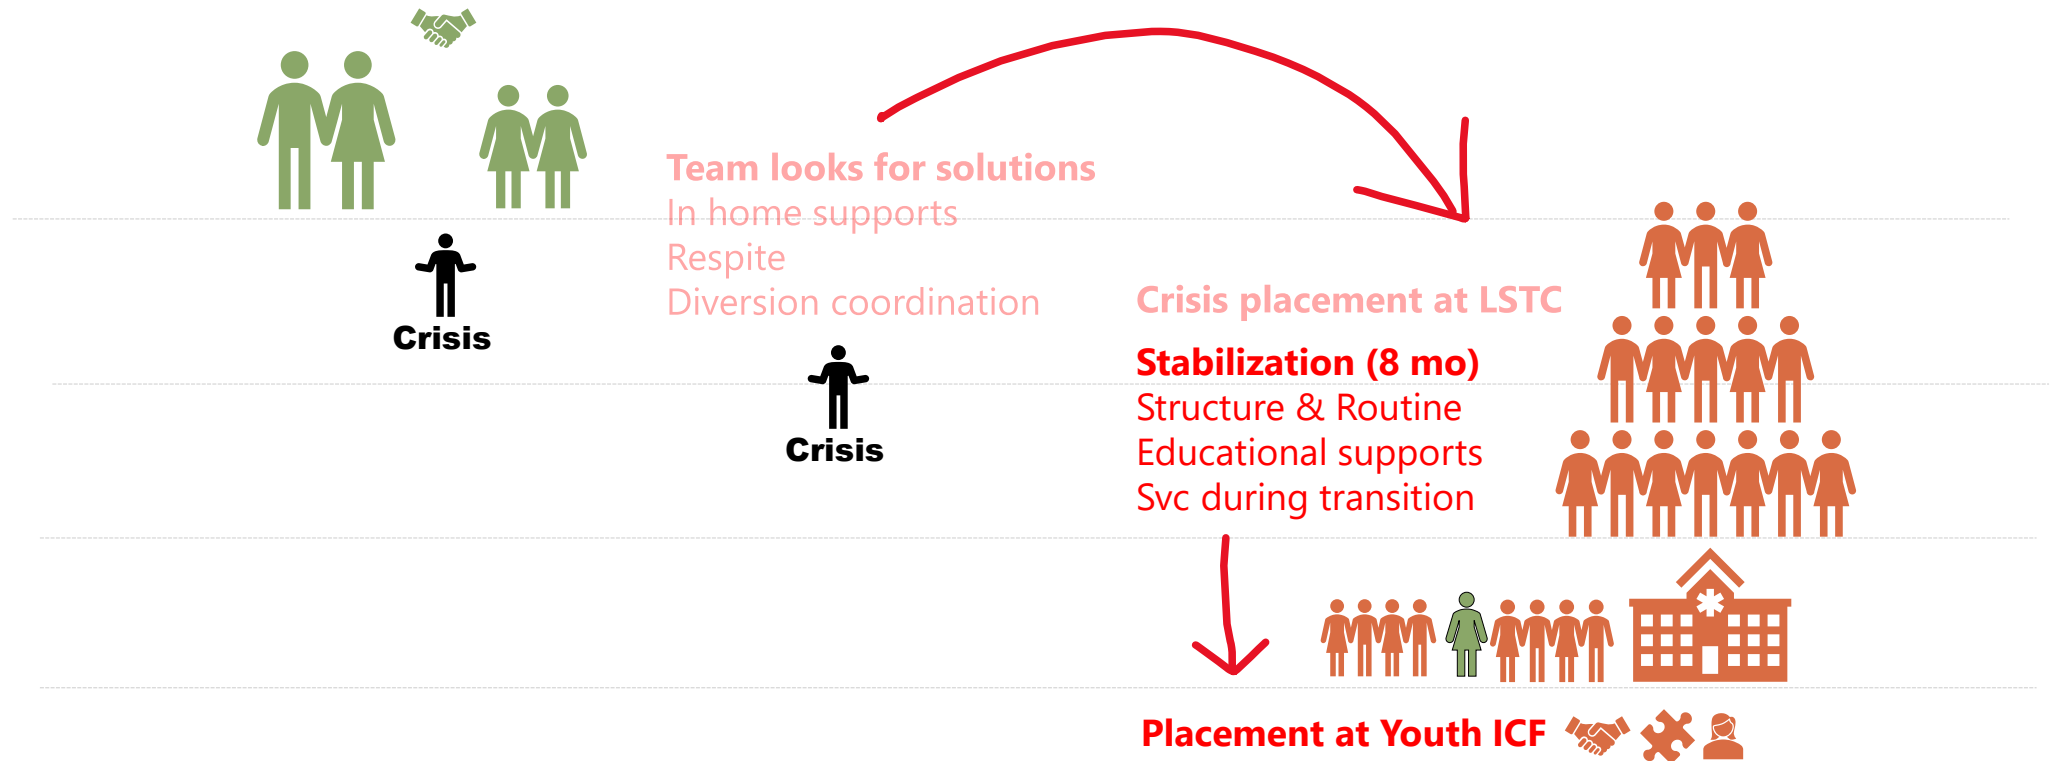 Team looks for solutions
In home supports
Respite
Diversion coordination
Crisis
Crisis
Crisis placement at LSTC
Stabilization (8 mo)
Structure & Routine
Educational supports
Svc during transition
Placement at Youth ICF